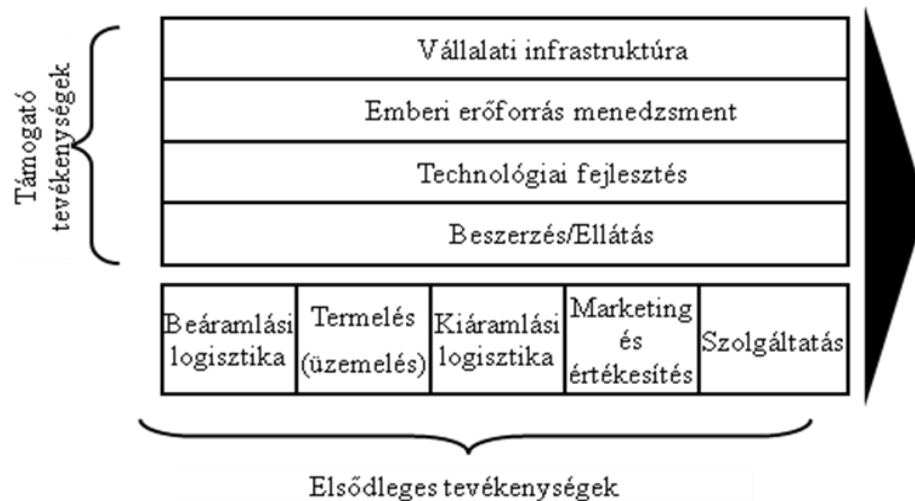 Támogató
tevékenységek
Vállalati infrastruktúra
Emberi erőforrás menedzsment
Technológiai fejlesztés
Beszerzés/Ellátás
Beáramlási
logisztika
Termelés
(üzemelés)
Kiáramlási
logisztika
Marketing
és
értékesítés
Szolgáltatás
Elsődleges tevékenységek